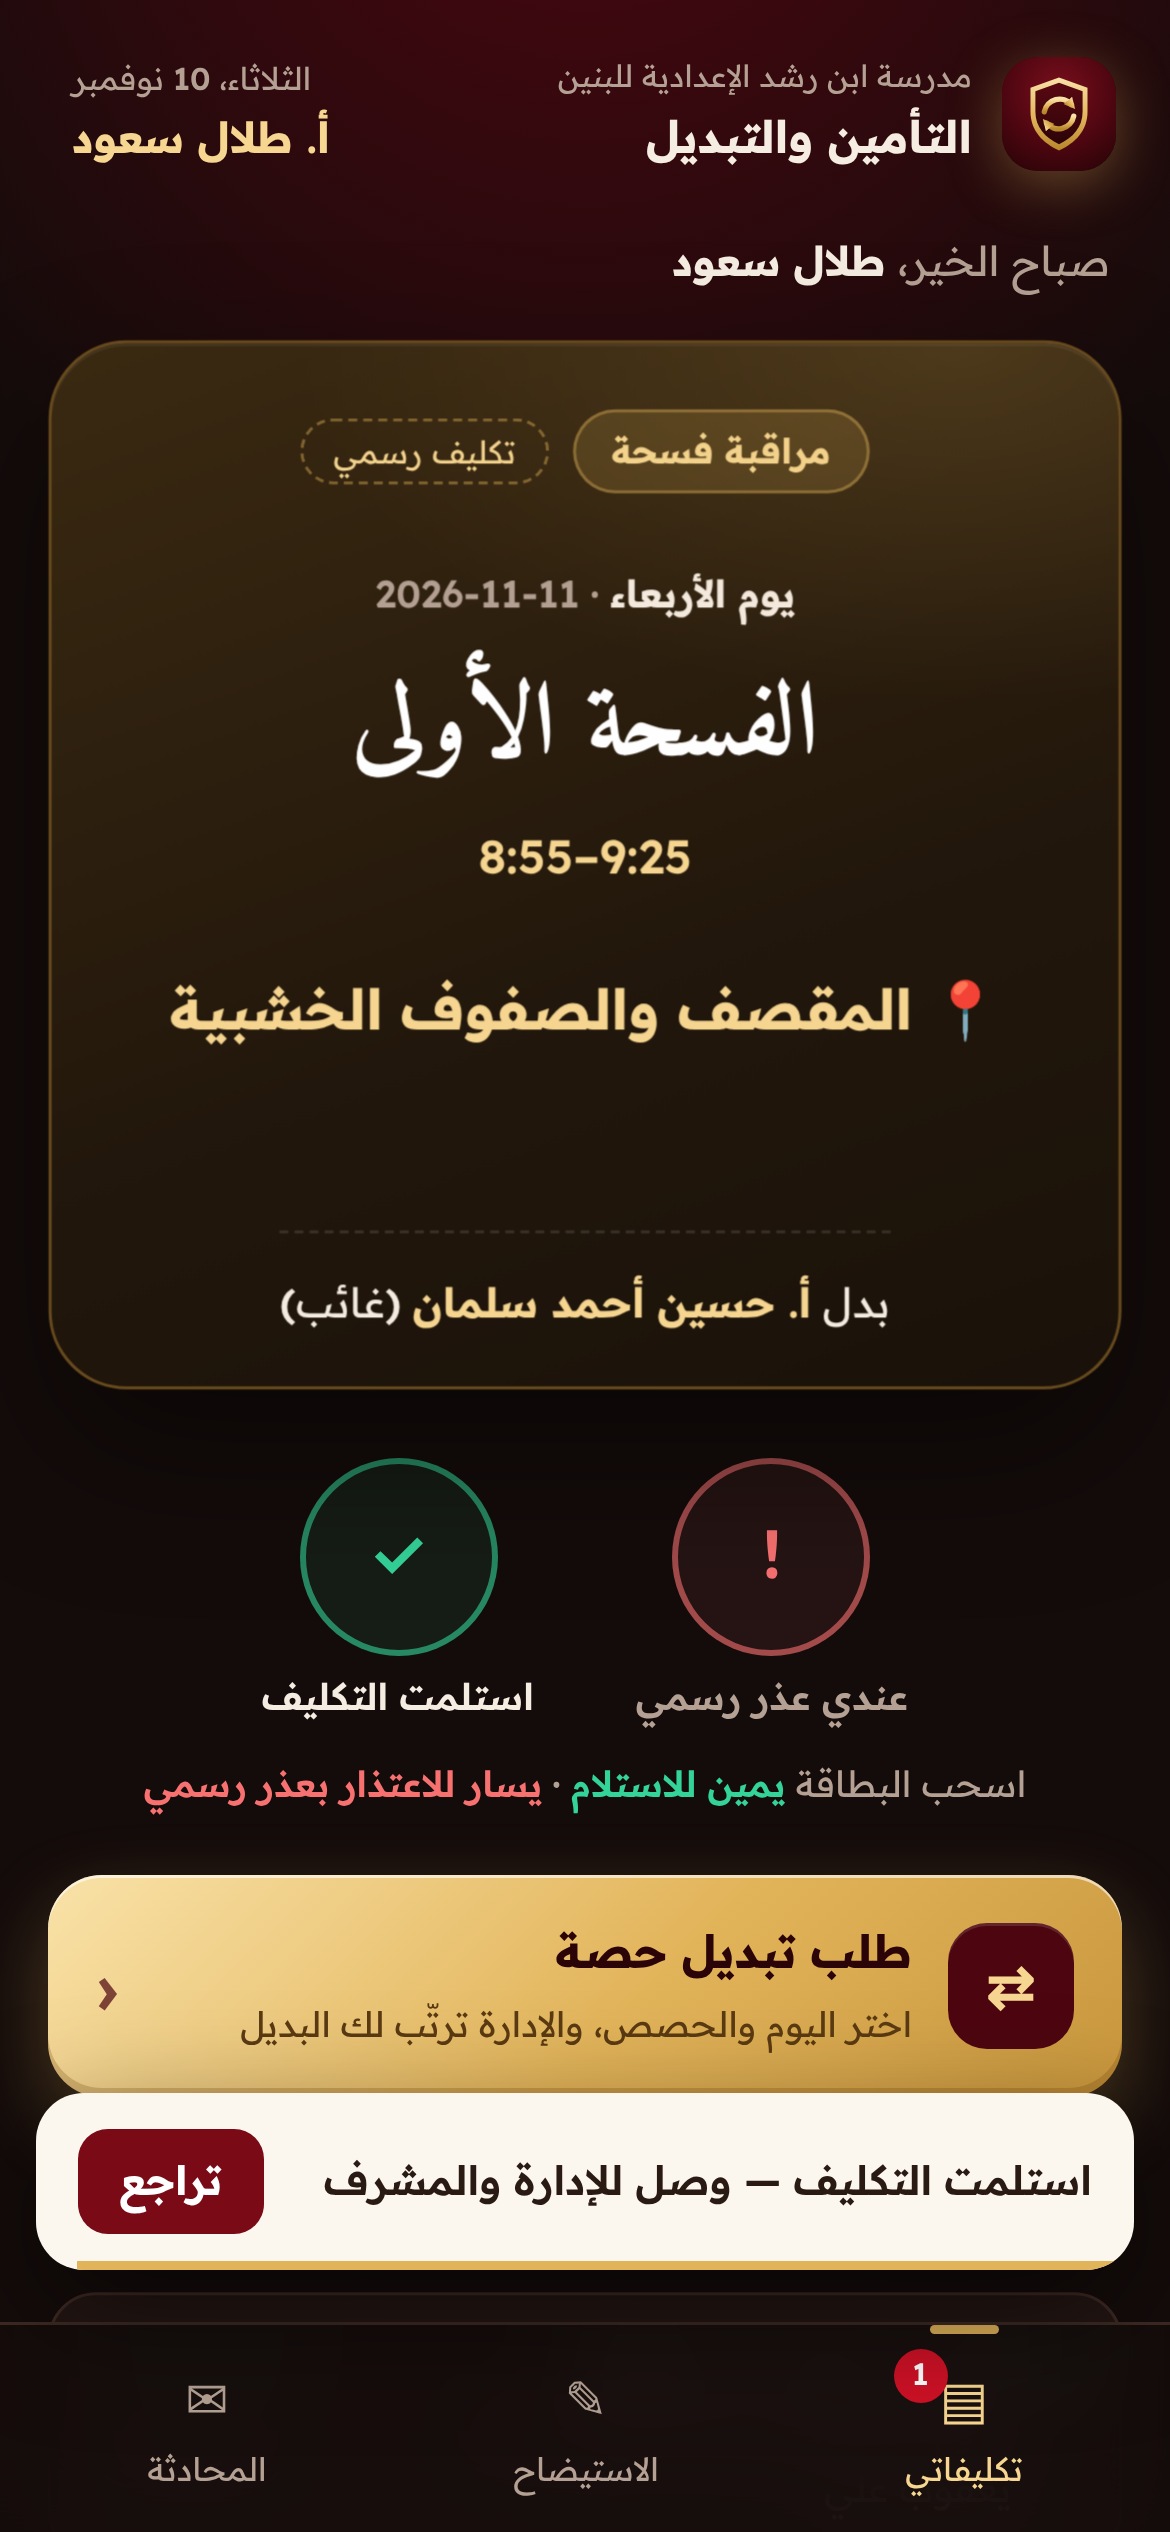 مدرسة ابن رشد الإعدادية للبنين
التأمين والتبديل
الثلاثاء، 10 نوفمبر
أ. طلال سعود
صباح الخير، طلال سعود
مراقبة فسحة
تكليف رسمي
يوم الأربعاء · 2026-11-11
الفسحة الأولى
8:55–9:25
📍 المقصف والصفوف الخشبية
بدل أ. حسين أحمد سلمان (غائب)
عندي عذر رسمي
استلمت التكليف
اسحب البطاقة يمين للاستلام · يسار للاعتذار بعذر رسمي
طلب تبديل حصة
اختر اليوم والحصص، والإدارة ترتّب لك البديل
استلمت التكليف — وصل للإدارة والمشرف
تراجع
1
تكليفاتي
الاستيضاح
المحادثة